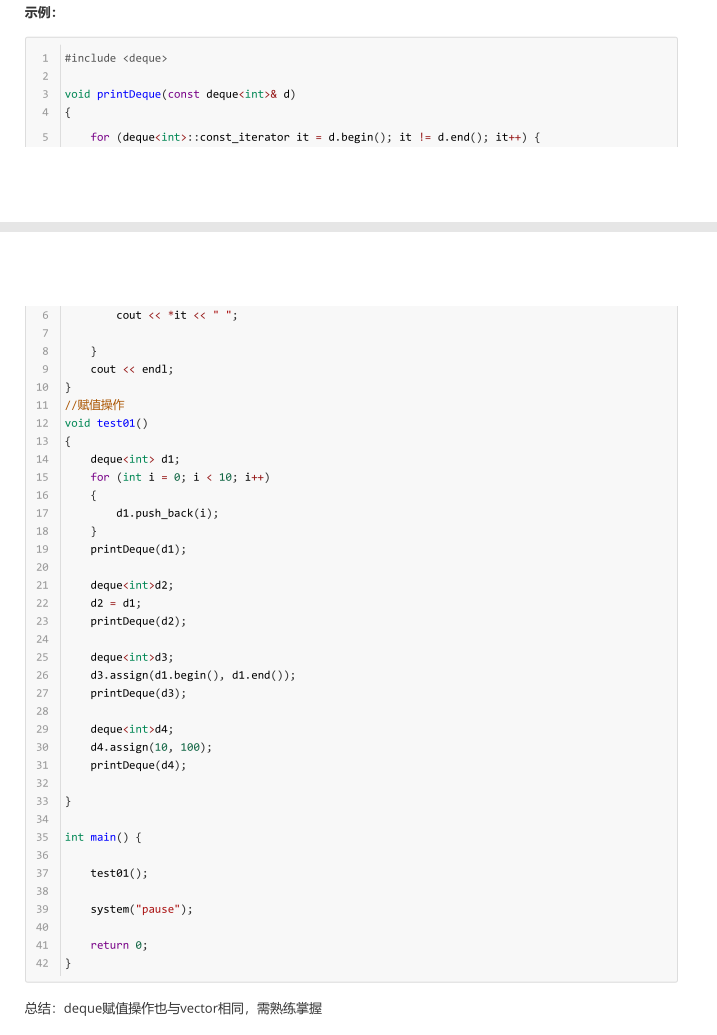 示例：
1 #include <deque>
2
3 void printDeque(const deque<int>& d)
4 {
5     for (deque<int>::const_iterator it = d.begin(); it != d.end(); it++) {
6         cout << *it << " ";
7
8     }
9     cout << endl;
10 }
11 //赋值操作
12 void test01()
13 {
14     deque<int> d1;
15     for (int i = 0; i < 10; i++)
16     {
17         d1.push_back(i);
18     }
19     printDeque(d1);
20
21     deque<int>d2;
22     d2 = d1;
23     printDeque(d2);
24
25     deque<int>d3;
26     d3.assign(d1.begin(), d1.end());
27     printDeque(d3);
28
29     deque<int>d4;
30     d4.assign(10, 100);
31     printDeque(d4);
32
33 }
34
35 int main() {
36
37     test01();
38
39     system("pause");
40
41     return 0;
42 }
总结：deque赋值操作也与vector相同，需熟练掌握